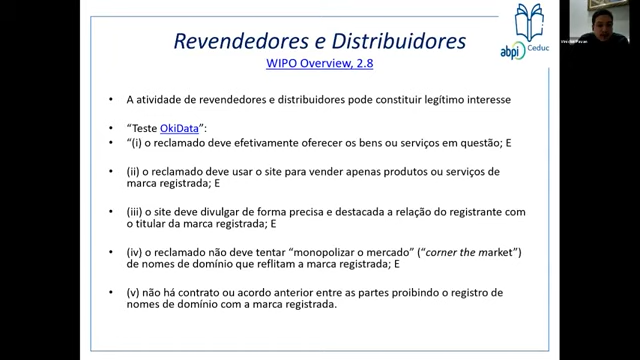 Revendedores e Distribuidores
WIPO Overview, 2.8
abpi Ceduc
• A atividade de revendedores e distribuidores pode constituir legítimo interesse
• “Teste OkiData”:
• “(i) o reclamado deve efetivamente oferecer os bens ou serviços em questão; E
• (ii) o reclamado deve usar o site para vender apenas produtos ou serviços de
marca registrada; E
• (iii) o site deve divulgar de forma precisa e destacada a relação do registrante com
o titular da marca registrada; E
• (iv) o reclamado não deve tentar “monopolizar o mercado” (“corner the market”)
de nomes de domínio que reflitam a marca registrada; E
• (v) não há contrato ou acordo anterior entre as partes proibindo o registro de
nomes de domínio com a marca registrada.